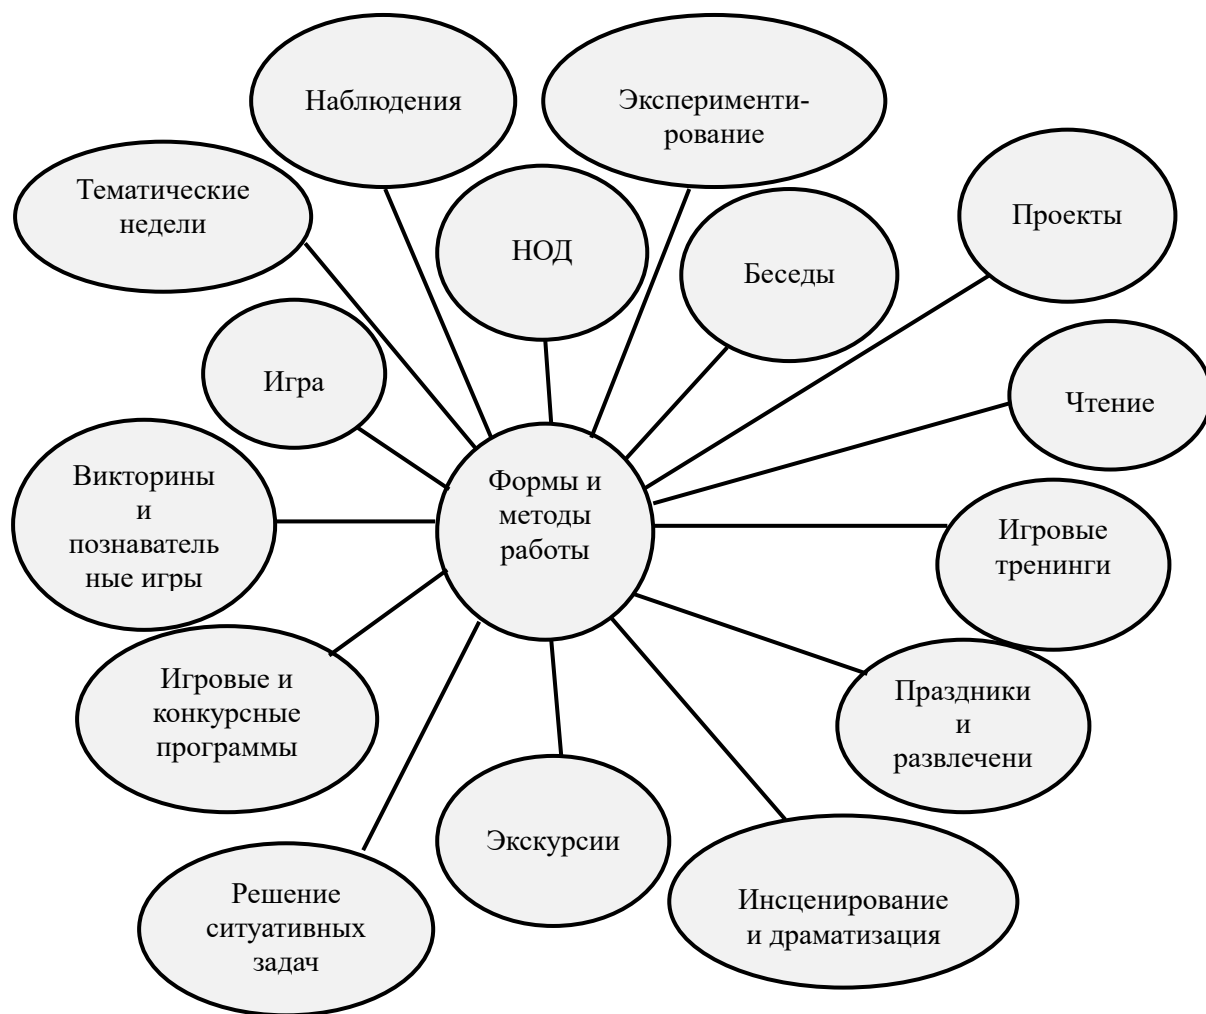 Наблюдения
Эксперименти-
рование
Тематические
недели
НОД
Беседы
Проекты
Игра
Чтение
Викторины
и
познаватель
ные игры
Формы и
методы
работы
Игровые
тренинги
Игровые и
конкурсные
программы
Праздники
и
развлечени
Экскурсии
Решение
ситуативных
задач
Инсценирование
и драматизация